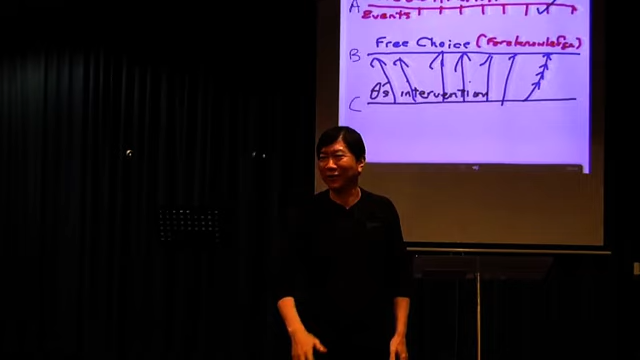 A
Events
B Free Choice (Foreknowledge)
C θ's intervention